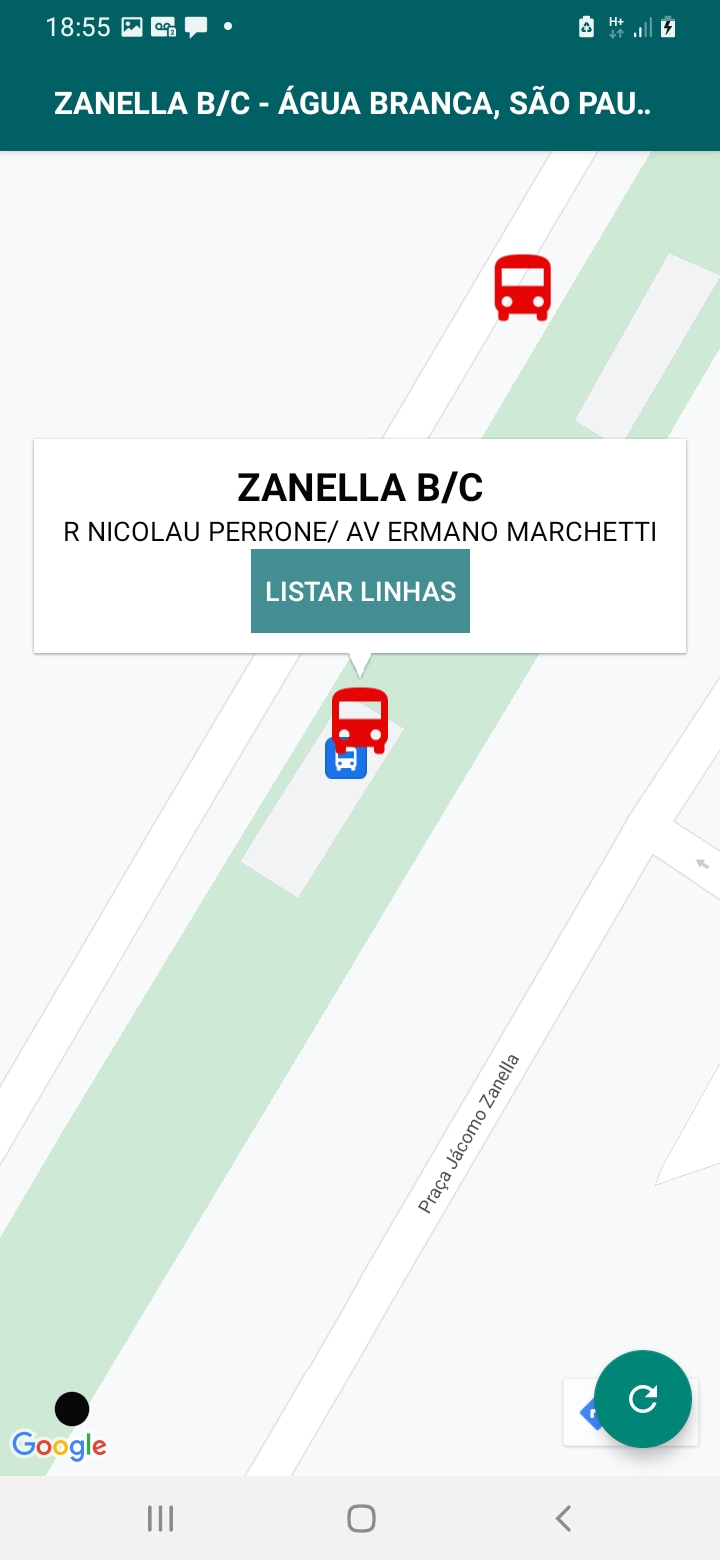 18:55
H+
ZANELLA B/C - ÁGUA BRANCA, SÃO PAU..
ZANELLA B/C
R NICOLAU PERRONE/ AV ERMANO MARCHETTI
LISTAR LINHAS
Praça Jácomo Zanella
Google